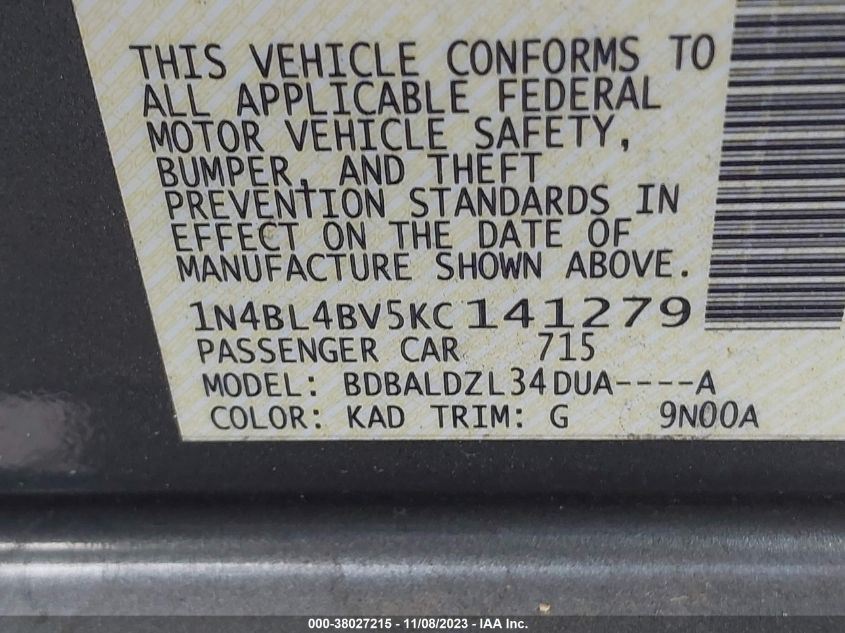 THIS VEHICLE CONFORMS TO
ALL APPLICABLE FEDERAL
MOTOR VEHICLE SAFETY,
BUMPER, AND THEFT
PREVENTION STANDARDS IN
EFFECT ON THE DATE OF
MANUFACTURE SHOWN ABOVE.
1N4BL4BV5KC141279
PASSENGER CAR 715
MODEL: BDBALDZL34DUA----A
COLOR: KAD TRIM: G 9N00A
000-38027215 - 11/08/2023 - IAA Inc.